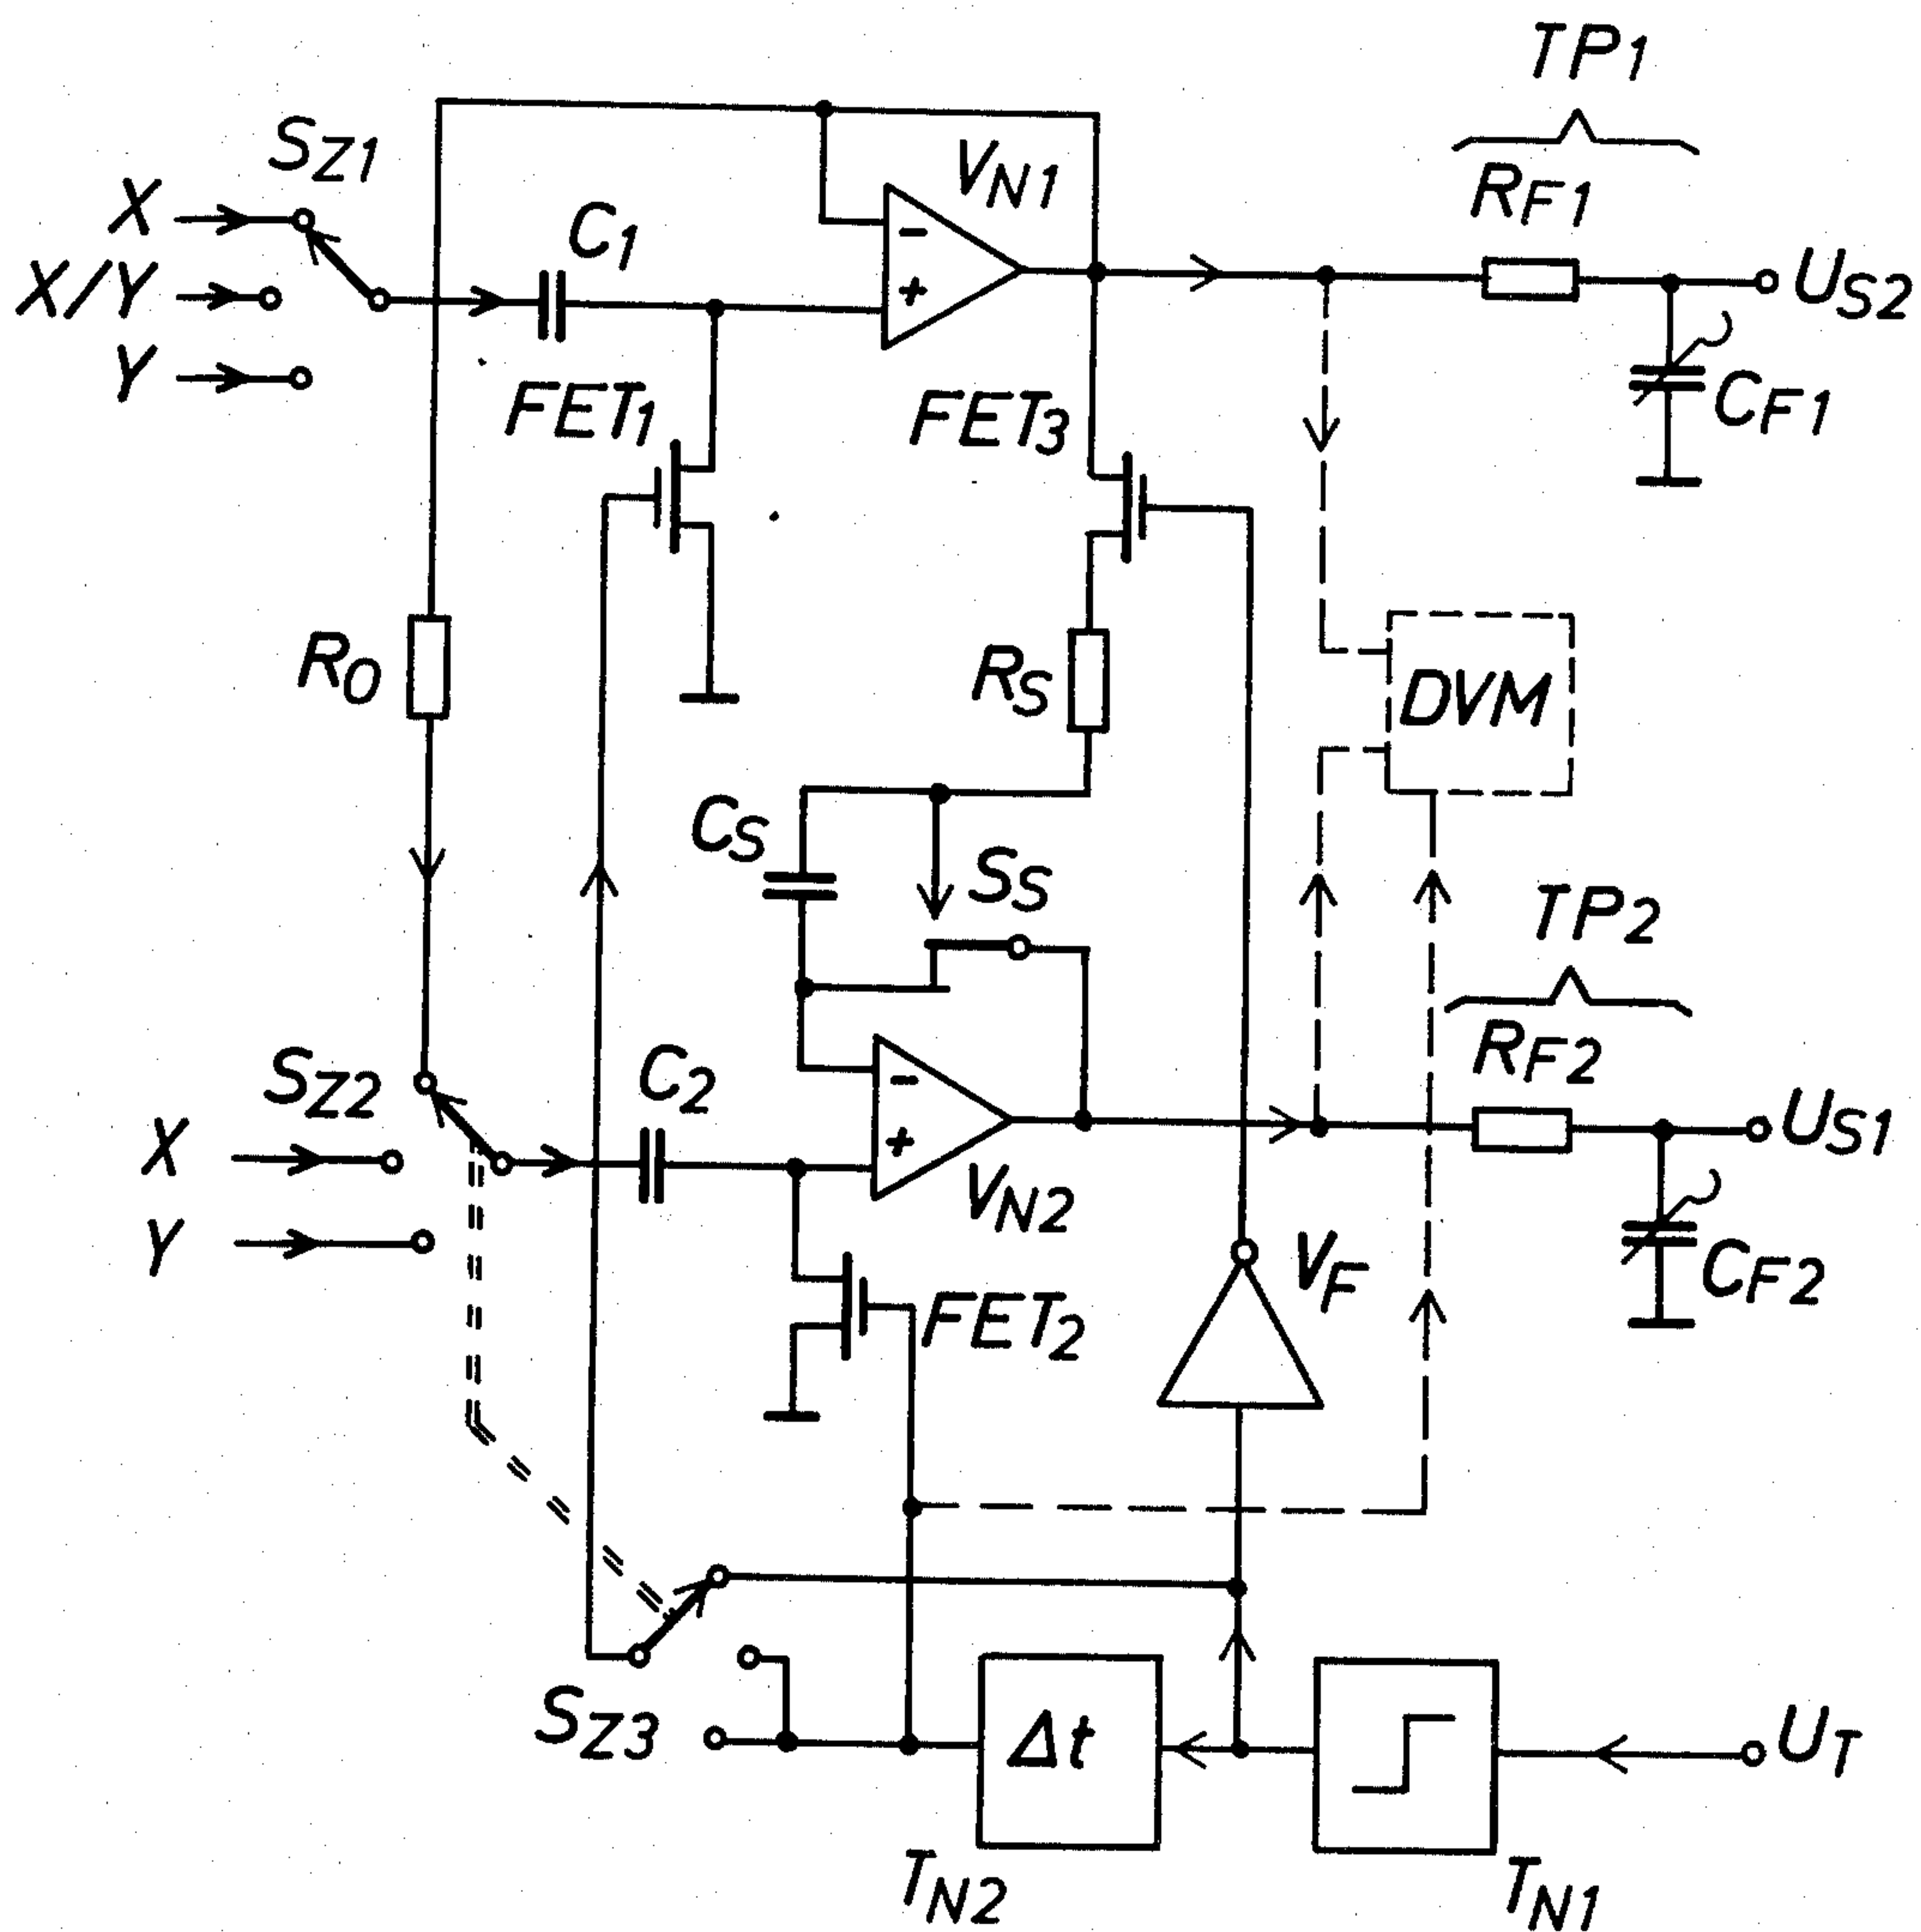 TP1
SZ1
VN1
RF1
X
C1
US2
X/Y
-
+
Y
FET1
FET3
CF1
RO
RS
DVM
CS
SS
TP2
RF2
SZ2
C2
US1
X
-
+
VN2
Y
VF
CF2
FET2
SZ3
Δt
UT
TN2
TN1